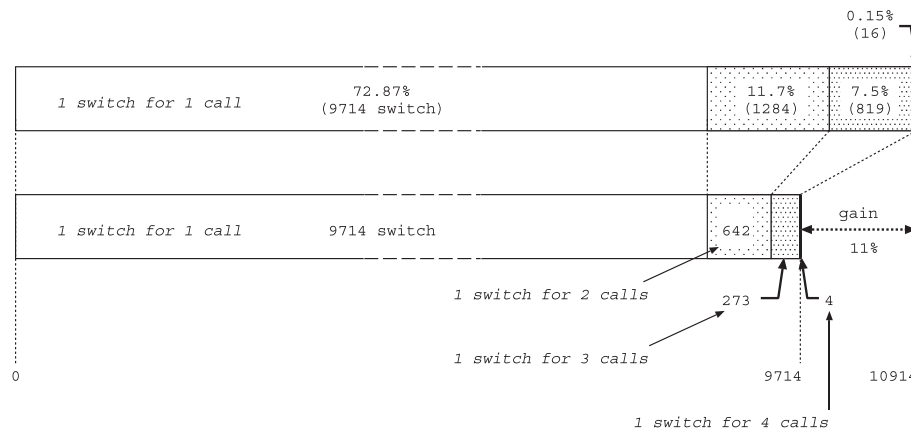 0.15%
(16)
1 switch for 1 call
72.87%
(9714 switch)
11.7%
(1284)
7.5%
(819)
1 switch for 1 call
9714 switch
642
gain
11%
1 switch for 2 calls
273
4
1 switch for 3 calls
0
9714
10914
1 switch for 4 calls